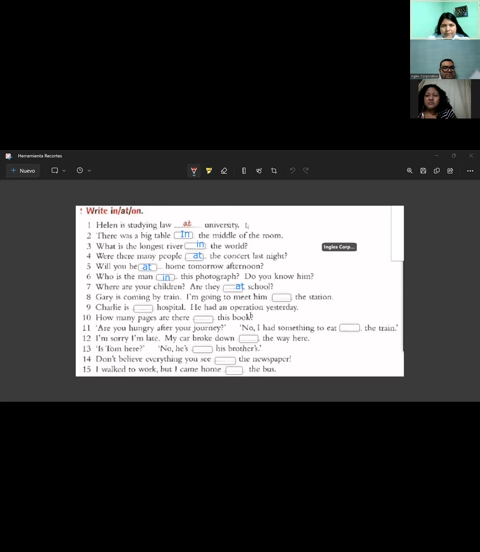 Ingles Corporativo
Herramienta Recortes
Nuevo
Write in/at/on.
1 Helen is studying law at university.
2 There was a big table In the middle of the room.
3 What is the longest river in the world?
Ingles Corp...
4 Were there many people at the concert last night?
5 Will you be at home tomorrow afternoon?
6 Who is the man in this photograph? Do you know him?
7 Where are your children? Are they at school?
8 Gary is coming by train. I'm going to meet him the station.
9 Charlie is hospital. He had an operation yesterday.
10 How many pages are there this book?
11 'Are you hungry after your journey?' 'No, I had something to eat the train.'
12 I'm sorry I'm late. My car broke down the way here.
13 'Is Tom here?' 'No, he's his brother's.'
14 Don't believe everything you see the newspaper!
15 I walked to work, but I came home the bus.